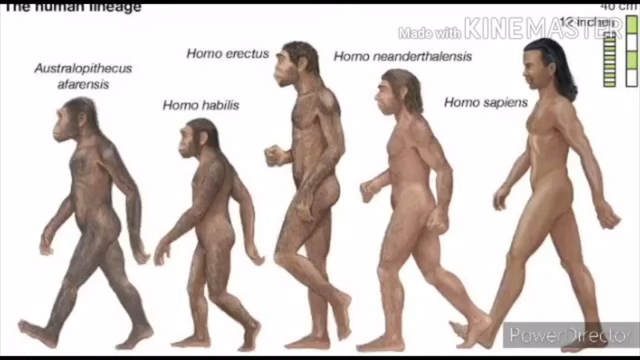 The human lineage
40 cm
Made with KINEMASTER
12 inches
Homo erectus
Homo neanderthalensis
Australopithecus
afarensis
Homo habilis
Homo sapiens
PowerDirector